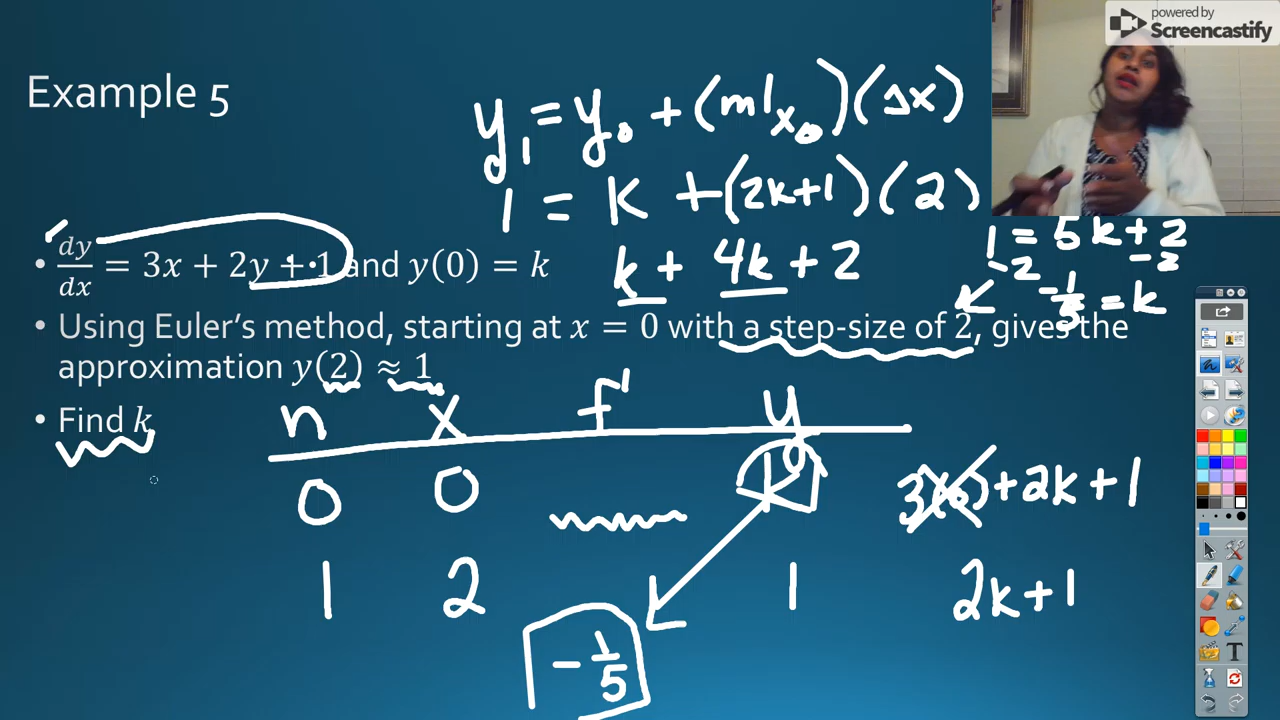 powered by
Screencastify
Example 5
y₁ = y₀ + (m|x₀)(Δx)
1 = k + (2k+1)(2)
k + 4k + 2
1 = 5k + 2
-2 -2
-1/5 = k
• dy/dx = 3x + 2y + 1 and y(0) = k
• Using Euler's method, starting at x = 0 with a step-size of 2, gives the
approximation y(2) ≈ 1
• Find k
n x f' y
0 0 k 3(0)+2k+1
1 2 1 2k+1
-1/5
T